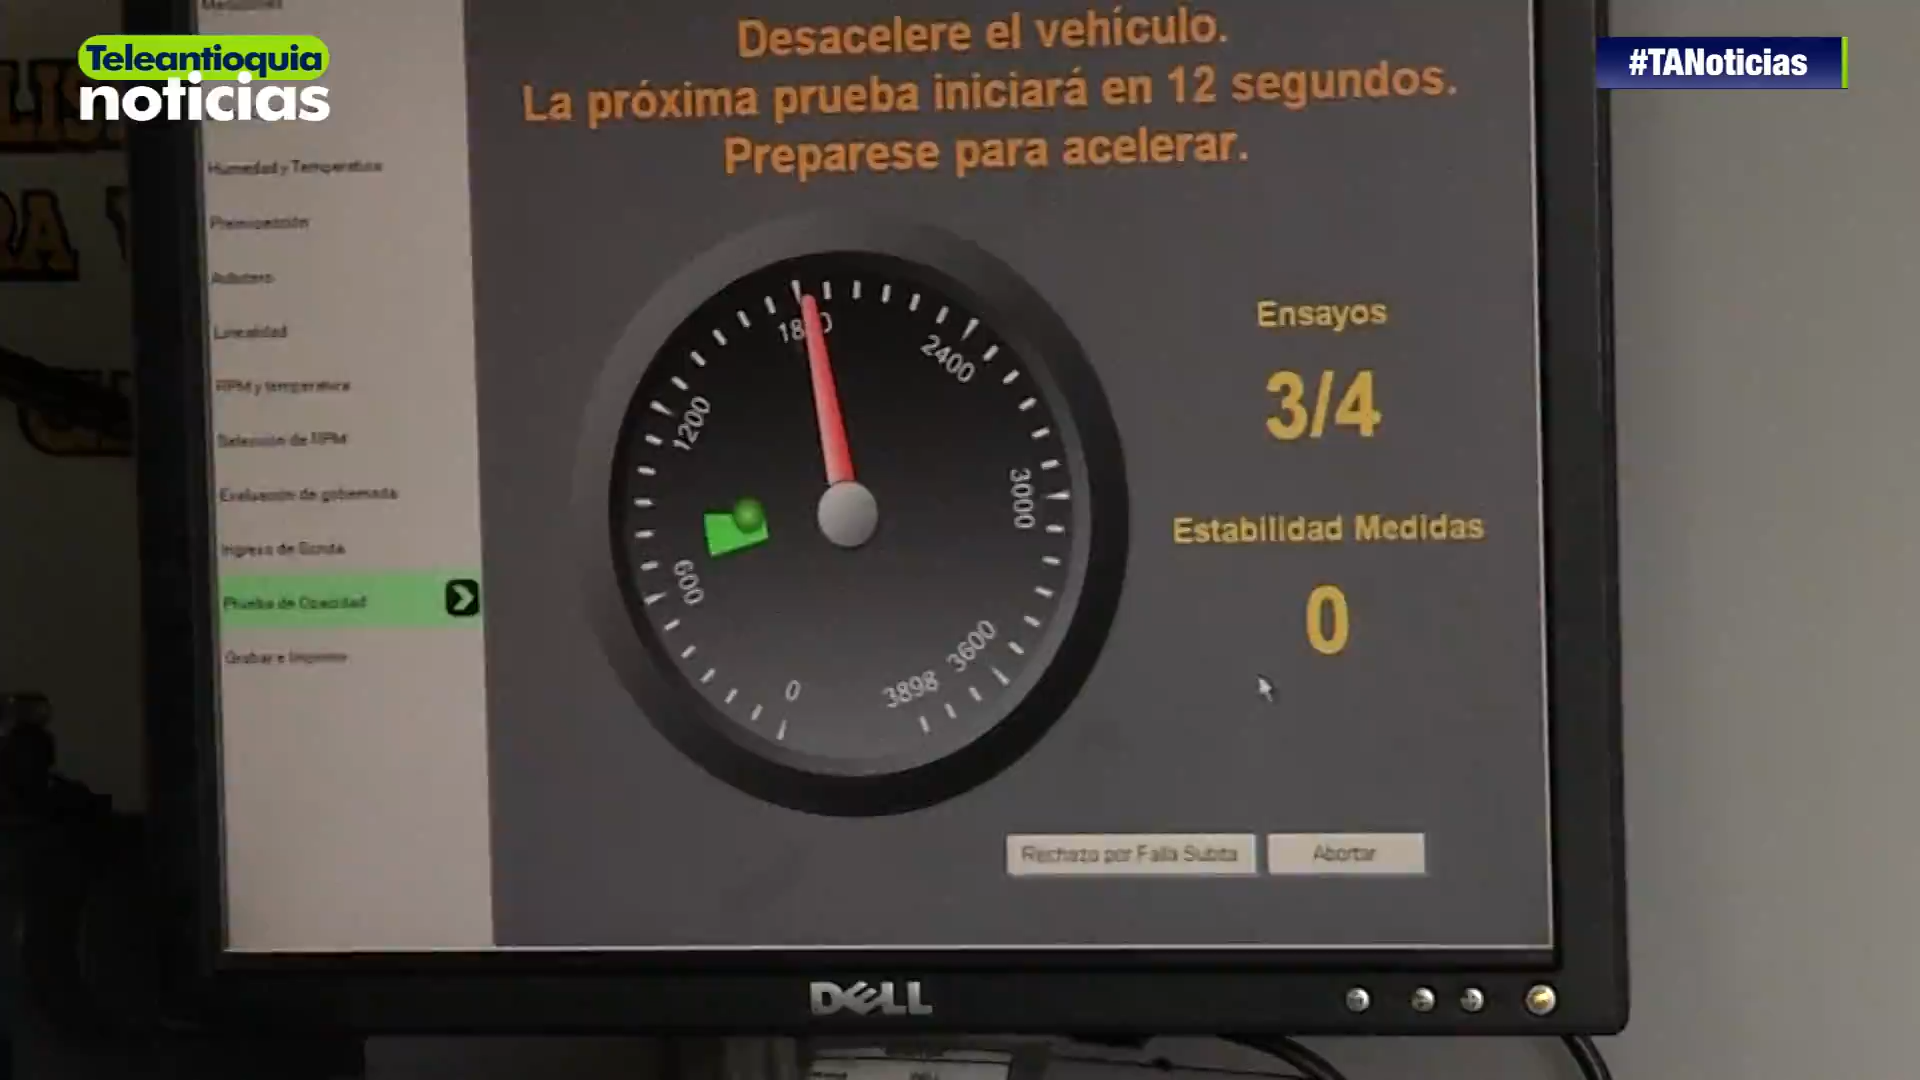 Teleantioquia
noticias
#TANoticias
Desacelere el vehículo.
La próxima prueba iniciará en 12 segundos.
Preparese para acelerar.
Humedad y Temperatura
Linealidad
RPM y temperatura
Selección de RPM
Evaluación de gobernada
Ingreso de Sonda
Prueba de Opacidad
Grabar e Imprimir
0
600
1200
2400
3000
3600
3898
Ensayos
3/4
Estabilidad Medidas
0
Rechazo por Falla Subita
Abortar
DELL